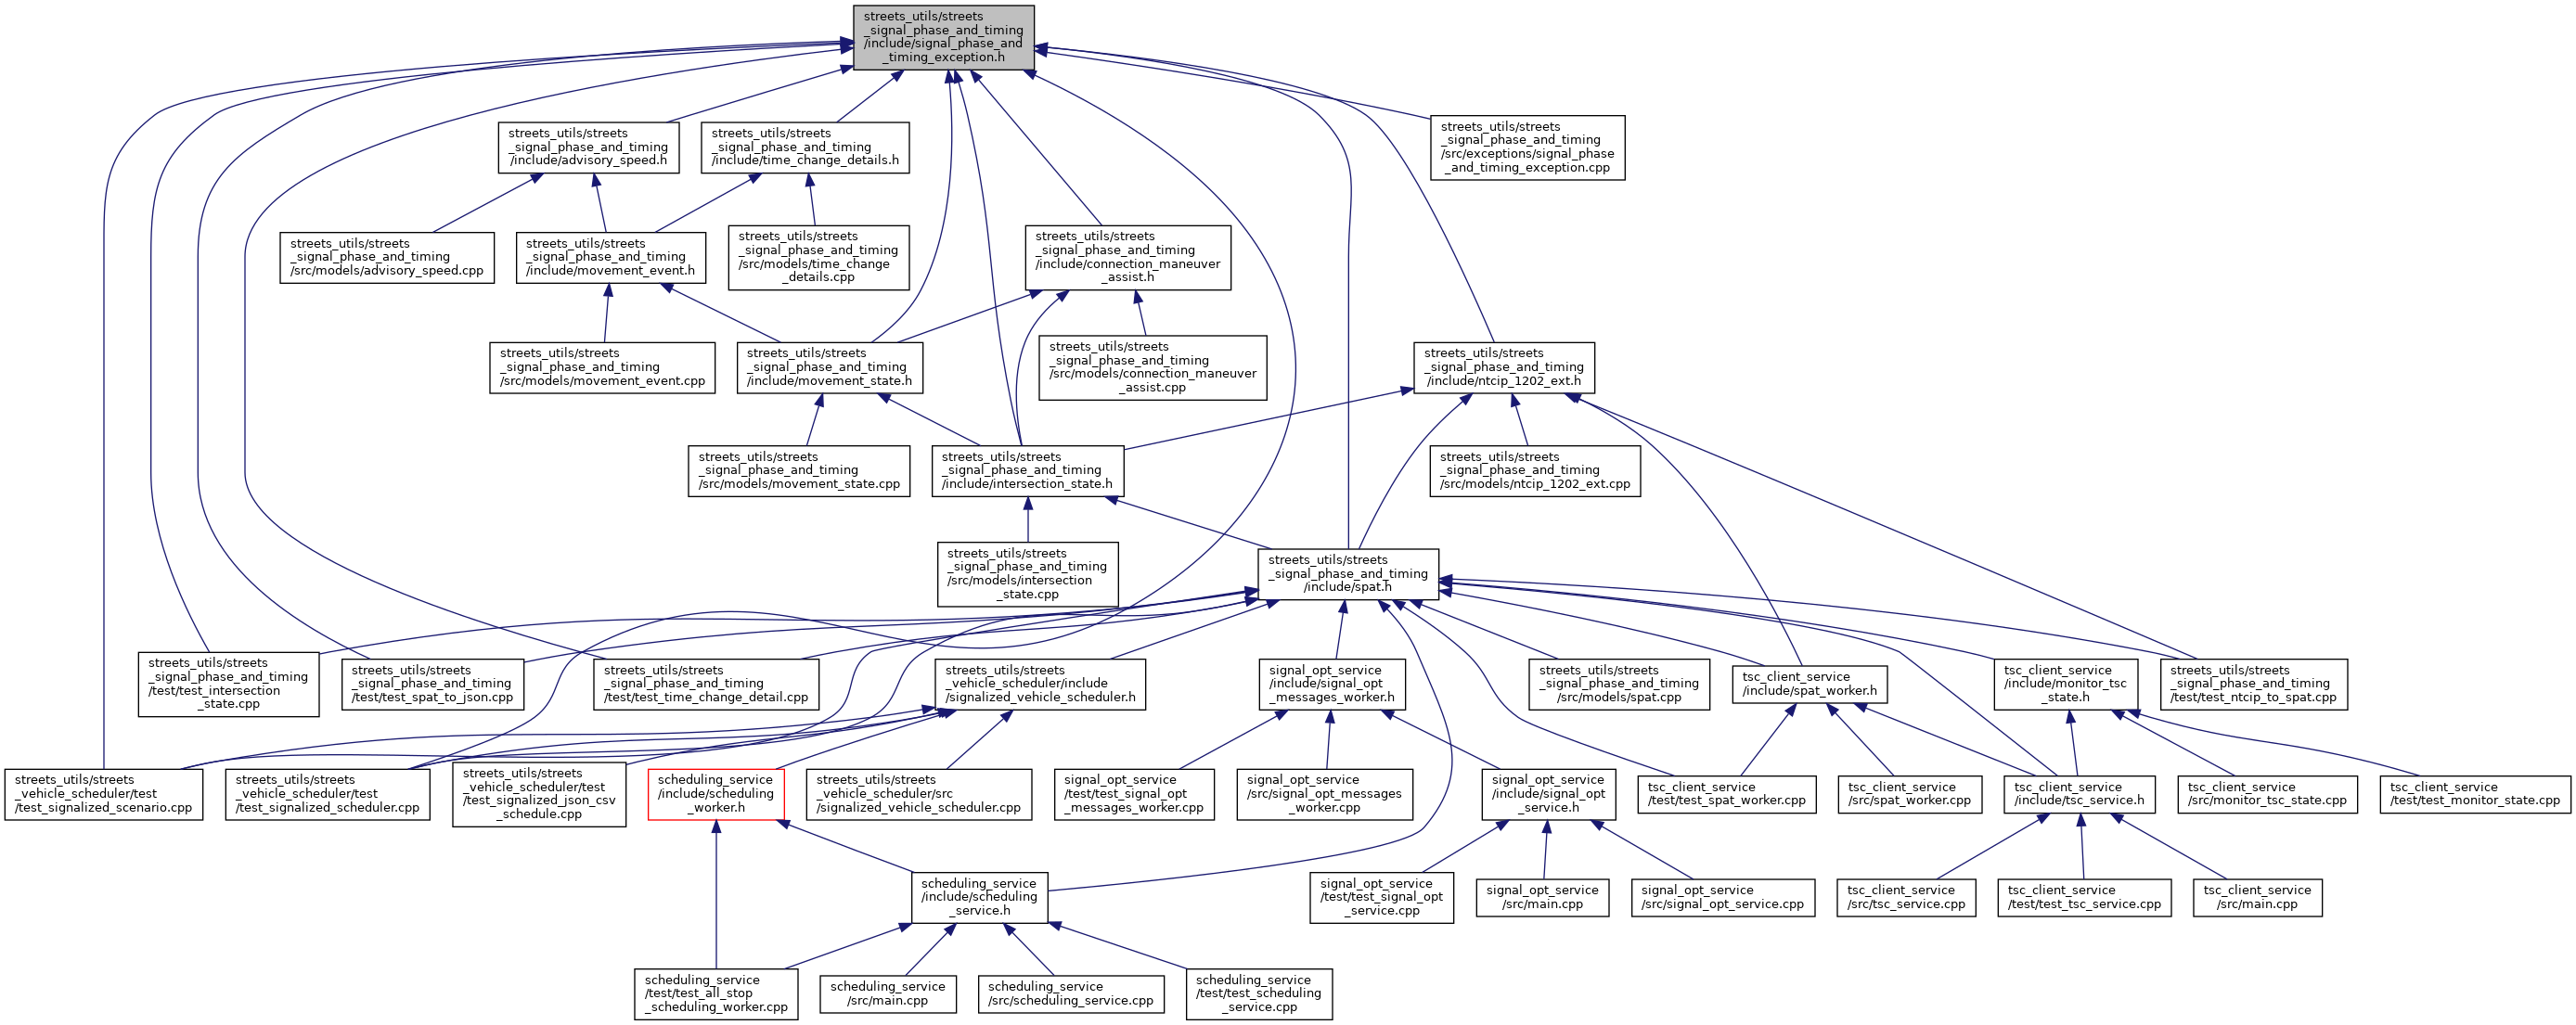 streets_utils/streets
_signal_phase_and_timing
/include/signal_phase_and
_timing_exception.h
streets_utils/streets
_signal_phase_and_timing
/include/advisory_speed.h
streets_utils/streets
_signal_phase_and_timing
/include/time_change_details.h
streets_utils/streets
_signal_phase_and_timing
/src/exceptions/signal_phase
_and_timing_exception.cpp
streets_utils/streets
_signal_phase_and_timing
/src/models/advisory_speed.cpp
streets_utils/streets
_signal_phase_and_timing
/include/movement_event.h
streets_utils/streets
_signal_phase_and_timing
/src/models/time_change
_details.cpp
streets_utils/streets
_signal_phase_and_timing
/include/connection_maneuver
_assist.h
streets_utils/streets
_signal_phase_and_timing
/src/models/movement_event.cpp
streets_utils/streets
_signal_phase_and_timing
/include/movement_state.h
streets_utils/streets
_signal_phase_and_timing
/src/models/connection_maneuver
_assist.cpp
streets_utils/streets
_signal_phase_and_timing
/include/ntcip_1202_ext.h
streets_utils/streets
_signal_phase_and_timing
/src/models/movement_state.cpp
streets_utils/streets
_signal_phase_and_timing
/include/intersection_state.h
streets_utils/streets
_signal_phase_and_timing
/src/models/ntcip_1202_ext.cpp
streets_utils/streets
_signal_phase_and_timing
/src/models/intersection
_state.cpp
streets_utils/streets
_signal_phase_and_timing
/include/spat.h
streets_utils/streets
_signal_phase_and_timing
/test/test_intersection
_state.cpp
streets_utils/streets
_signal_phase_and_timing
/test/test_spat_to_json.cpp
streets_utils/streets
_signal_phase_and_timing
/test/test_time_change_detail.cpp
streets_utils/streets
_vehicle_scheduler/include
/signalized_vehicle_scheduler.h
signal_opt_service
/include/signal_opt
_messages_worker.h
streets_utils/streets
_signal_phase_and_timing
/src/models/spat.cpp
tsc_client_service
/include/spat_worker.h
tsc_client_service
/include/monitor_tsc
_state.h
streets_utils/streets
_signal_phase_and_timing
/test/test_ntcip_to_spat.cpp
streets_utils/streets
_vehicle_scheduler/test
/test_signalized_scenario.cpp
streets_utils/streets
_vehicle_scheduler/test
/test_signalized_scheduler.cpp
streets_utils/streets
_vehicle_scheduler/test
/test_signalized_json_csv
_schedule.cpp
scheduling_service
/include/scheduling
_worker.h
streets_utils/streets
_vehicle_scheduler/src
/signalized_vehicle_scheduler.cpp
signal_opt_service
/test/test_signal_opt
_messages_worker.cpp
signal_opt_service
/src/signal_opt_messages
_worker.cpp
signal_opt_service
/include/signal_opt
_service.h
tsc_client_service
/test/test_spat_worker.cpp
tsc_client_service
/src/spat_worker.cpp
tsc_client_service
/include/tsc_service.h
tsc_client_service
/src/monitor_tsc_state.cpp
tsc_client_service
/test/test_monitor_state.cpp
scheduling_service
/include/scheduling
_service.h
signal_opt_service
/test/test_signal_opt
_service.cpp
signal_opt_service
/src/main.cpp
signal_opt_service
/src/signal_opt_service.cpp
tsc_client_service
/src/tsc_service.cpp
tsc_client_service
/test/test_tsc_service.cpp
tsc_client_service
/src/main.cpp
scheduling_service
/test/test_all_stop
_scheduling_worker.cpp
scheduling_service
/src/main.cpp
scheduling_service
/src/scheduling_service.cpp
scheduling_service
/test/test_scheduling
_service.cpp